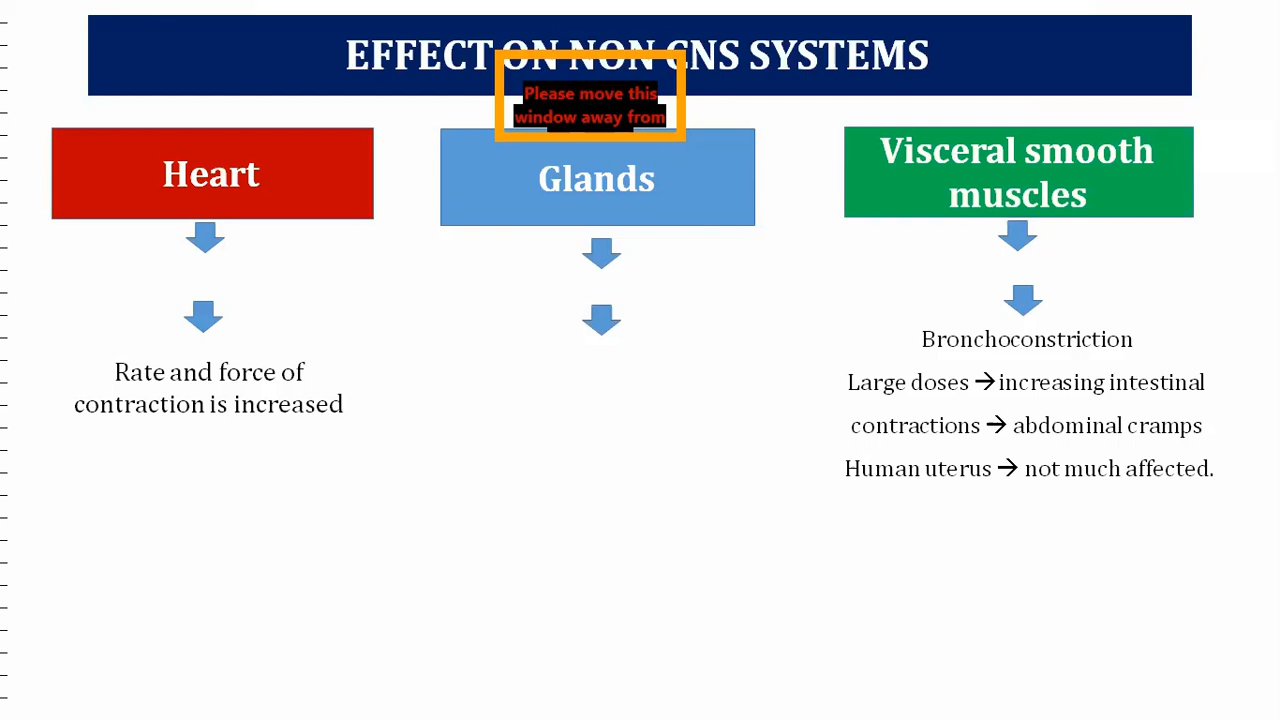 EFFECT ON NON CNS SYSTEMS
Please move this
window away from
Heart
Glands
Visceral smooth
muscles
Rate and force of
contraction is increased
Bronchoconstriction
Large doses → increasing intestinal
contractions → abdominal cramps
Human uterus → not much affected.